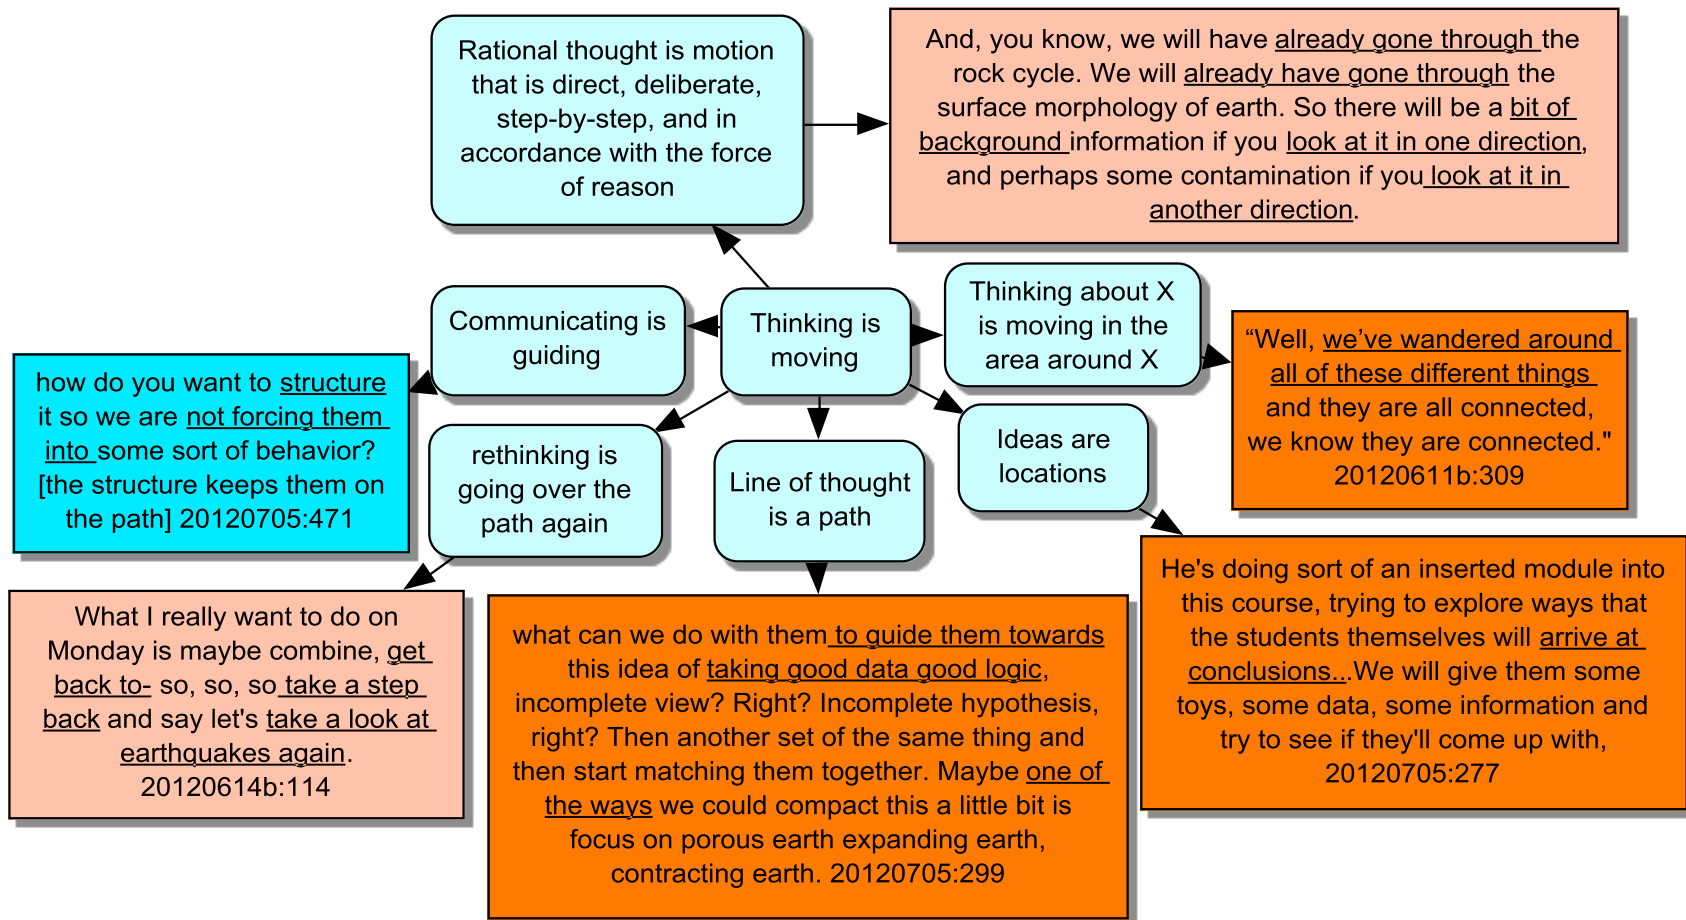 Rational thought is motion
that is direct, deliberate,
step-by-step, and in
accordance with the force
of reason
And, you know, we will have already gone through the
rock cycle. We will already have gone through the
surface morphology of earth. So there will be a bit of
background information if you look at it in one direction,
and perhaps some contamination if you look at it in
another direction.
Communicating is
guiding
Thinking is
moving
Thinking about X
is moving in the
area around X
how do you want to structure
it so we are not forcing them
into some sort of behavior?
[the structure keeps them on
the path] 20120705:471
rethinking is
going over the
path again
Line of thought
is a path
Ideas are
locations
“Well, we’ve wandered around
all of these different things
and they are all connected,
we know they are connected."
20120611b:309
What I really want to do on
Monday is maybe combine, get
back to- so, so, so take a step
back and say let's take a look at
earthquakes again.
20120614b:114
what can we do with them to guide them towards
this idea of taking good data good logic,
incomplete view? Right? Incomplete hypothesis,
right? Then another set of the same thing and
then start matching them together. Maybe one of
the ways we could compact this a little bit is
focus on porous earth expanding earth,
contracting earth. 20120705:299
He's doing sort of an inserted module into
this course, trying to explore ways that
the students themselves will arrive at
conclusions...We will give them some
toys, some data, some information and
try to see if they'll come up with,
20120705:277